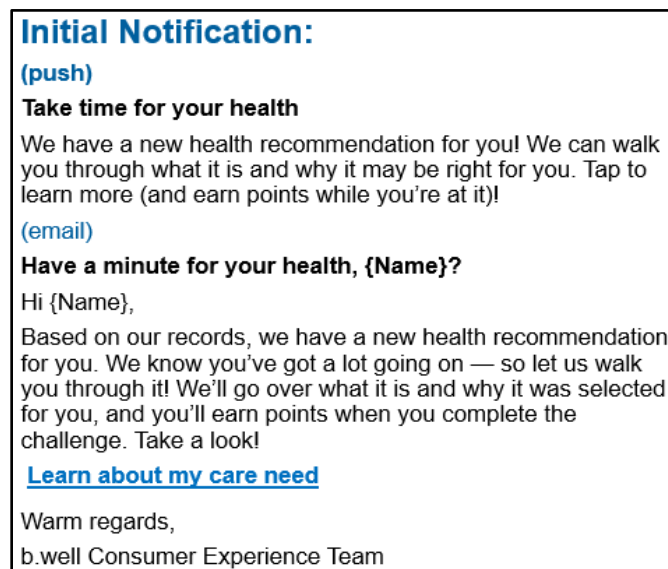 Initial Notification:
(push)
Take time for your health
We have a new health recommendation for you! We can walk
you through what it is and why it may be right for you. Tap to
learn more (and earn points while you’re at it)!
(email)
Have a minute for your health, {Name}?
Hi {Name},
Based on our records, we have a new health recommendation
for you. We know you’ve got a lot going on — so let us walk
you through it! We’ll go over what it is and why it was selected
for you, and you’ll earn points when you complete the
challenge. Take a look!
Learn about my care need
Warm regards,
b.well Consumer Experience Team